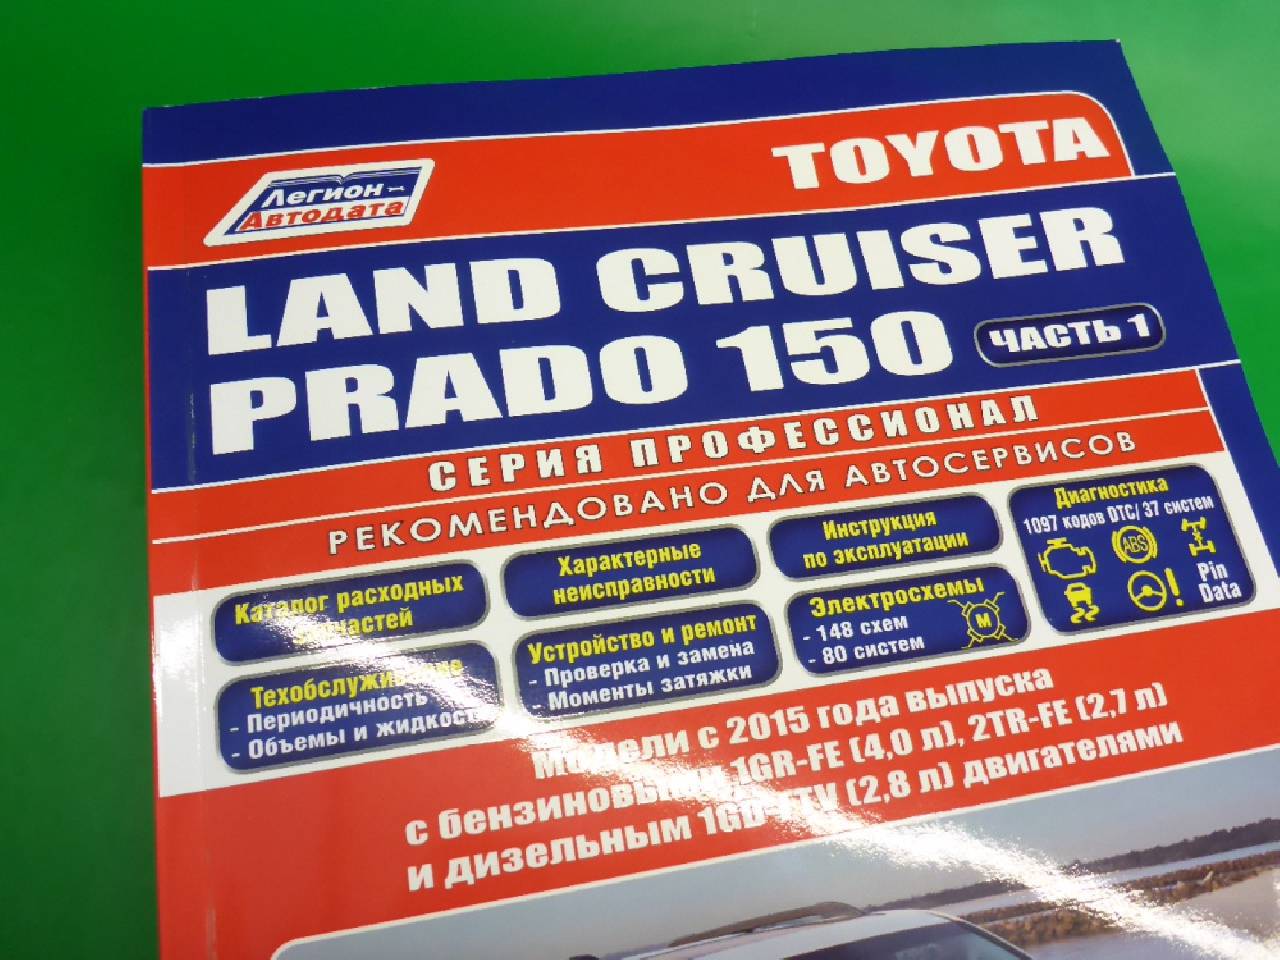 Легион-
Автодата
TOYOTA
LAND CRUISER
PRADO 150
ЧАСТЬ 1
СЕРИЯ ПРОФЕССИОНАЛ
РЕКОМЕНДОВАНО ДЛЯ АВТОСЕРВИСОВ
Каталог расходных
запчастей
Характерные
неисправности
Инструкция
по эксплуатации
Диагностика
1097 кодов DTC/ 37 систем
ABS
Pin
Data
Техобслуживание
- Периодичность
- Объемы и жидкости
Устройство и ремонт
- Проверка и замена
- Моменты затяжки
Электросхемы
- 148 схем
- 80 систем
M
Модели с 2015 года выпуска
с бензиновыми 1GR-FE (4,0 л), 2TR-FE (2,7 л)
и дизельным 1GD-FTV (2,8 л) двигателями